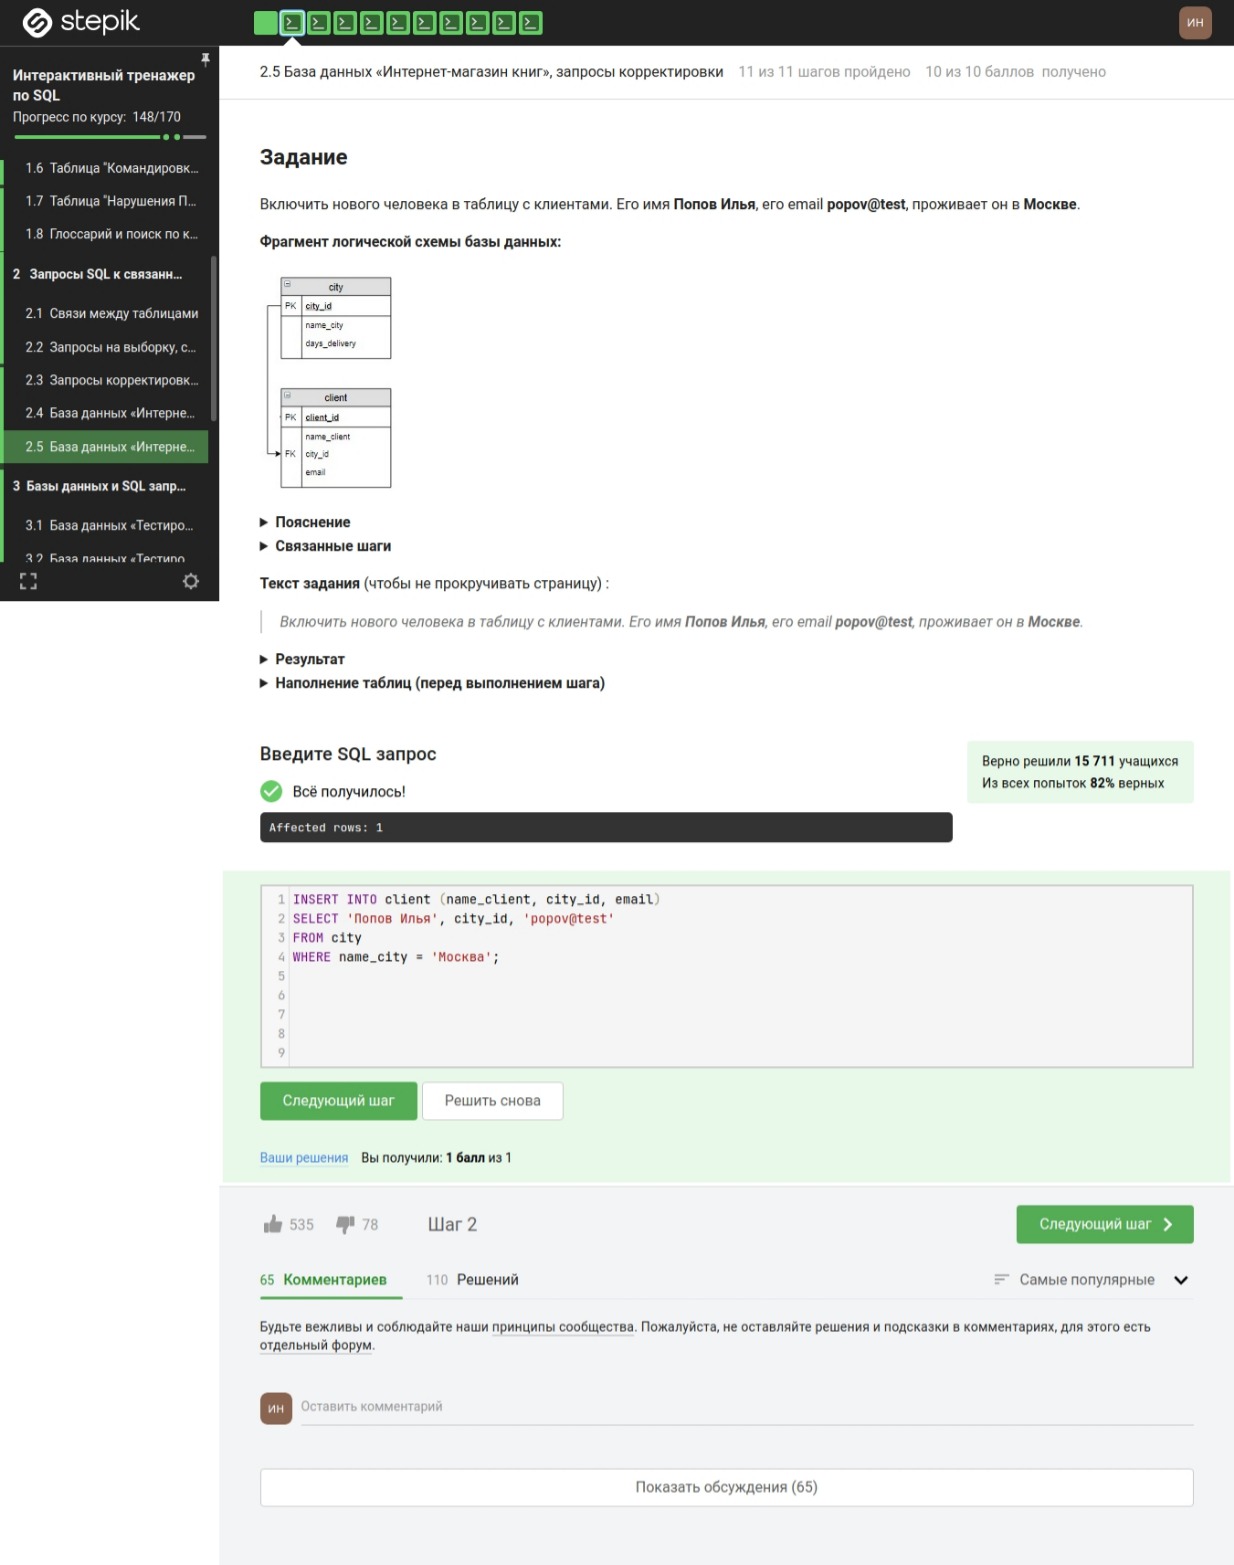 stepik
ИН
Интерактивный тренажер
по SQL
Прогресс по курсу: 148/170
1.6 Таблица "Командировк...
1.7 Таблица "Нарушения П...
1.8 Глоссарий и поиск по к...
2 Запросы SQL к связанн...
2.1 Связи между таблицами
2.2 Запросы на выборку, с...
2.3 Запросы корректировк...
2.4 База данных «Интерне...
2.5 База данных «Интерне...
3 Базы данных и SQL запр...
3.1 База данных «Тестиро...
3.2 База данных «Тестиро
2.5 База данных «Интернет-магазин книг», запросы корректировки 11 из 11 шагов пройдено 10 из 10 баллов получено
Задание
Включить нового человека в таблицу с клиентами. Его имя Попов Илья, его email popov@test, проживает он в Москве.
Фрагмент логической схемы базы данных:
city
PK city_id
name_city
days_delivery
client
PK client_id
name_client
FK city_id
email
Пояснение
Связанные шаги
Текст задания (чтобы не прокручивать страницу) :
Включить нового человека в таблицу с клиентами. Его имя Попов Илья, его email popov@test, проживает он в Москве.
Результат
Наполнение таблиц (перед выполнением шага)
Введите SQL запрос
Верно решили 15 711 учащихся
Из всех попыток 82% верных
Всё получилось!
Affected rows: 1
1 INSERT INTO client (name_client, city_id, email)
2 SELECT 'Попов Илья', city_id, 'popov@test'
3 FROM city
4 WHERE name_city = 'Москва';
5
6
7
8
9
Следующий шаг Решить снова
Ваши решения Вы получили: 1 балл из 1
535 78 Шаг 2 Следующий шаг
65 Комментариев 110 Решений Самые популярные
Будьте вежливы и соблюдайте наши принципы сообщества. Пожалуйста, не оставляйте решения и подсказки в комментариях, для этого есть
отдельный форум.
ИН Оставить комментарий
Показать обсуждения (65)